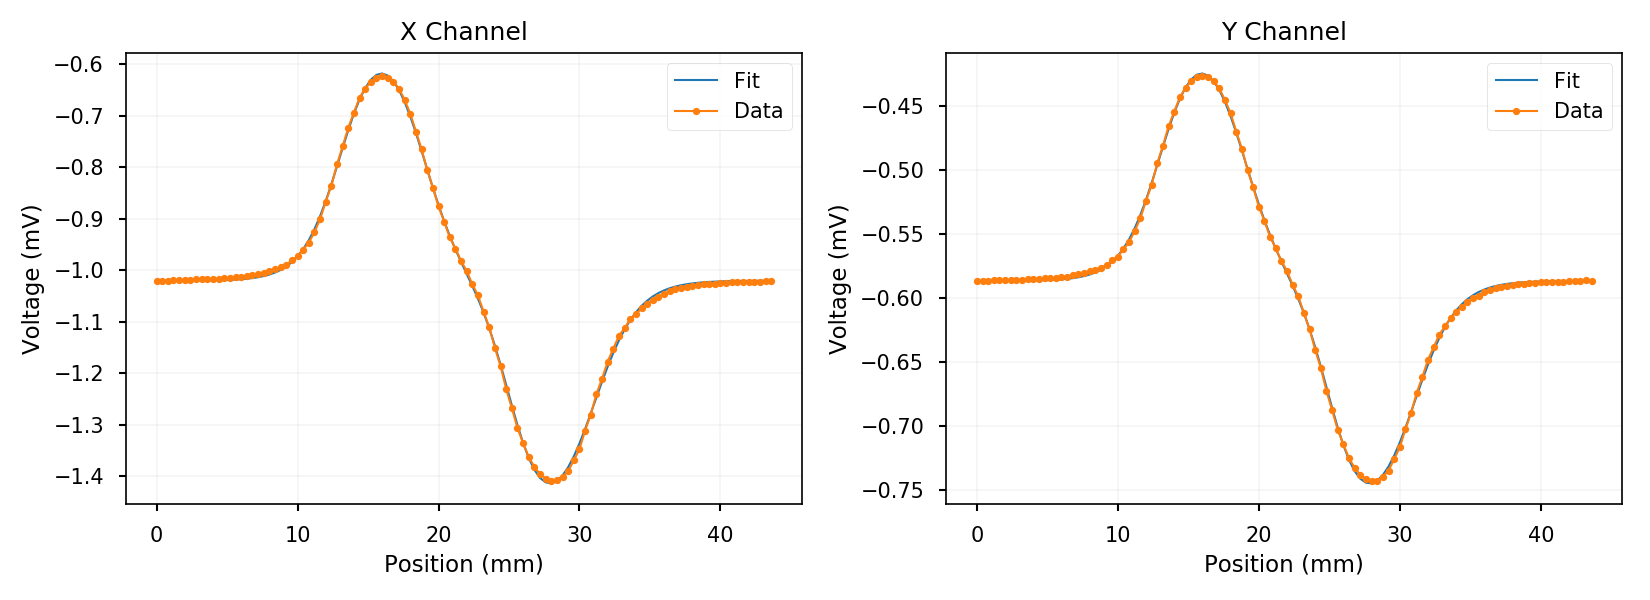 X Channel
Voltage (mV)
−0.6
−0.7
−0.8
−0.9
−1.0
−1.1
−1.2
−1.3
−1.4
0 10 20 30 40
Position (mm)
Fit
Data
Y Channel
Voltage (mV)
−0.45
−0.50
−0.55
−0.60
−0.65
−0.70
−0.75
0 10 20 30 40
Position (mm)
Fit
Data